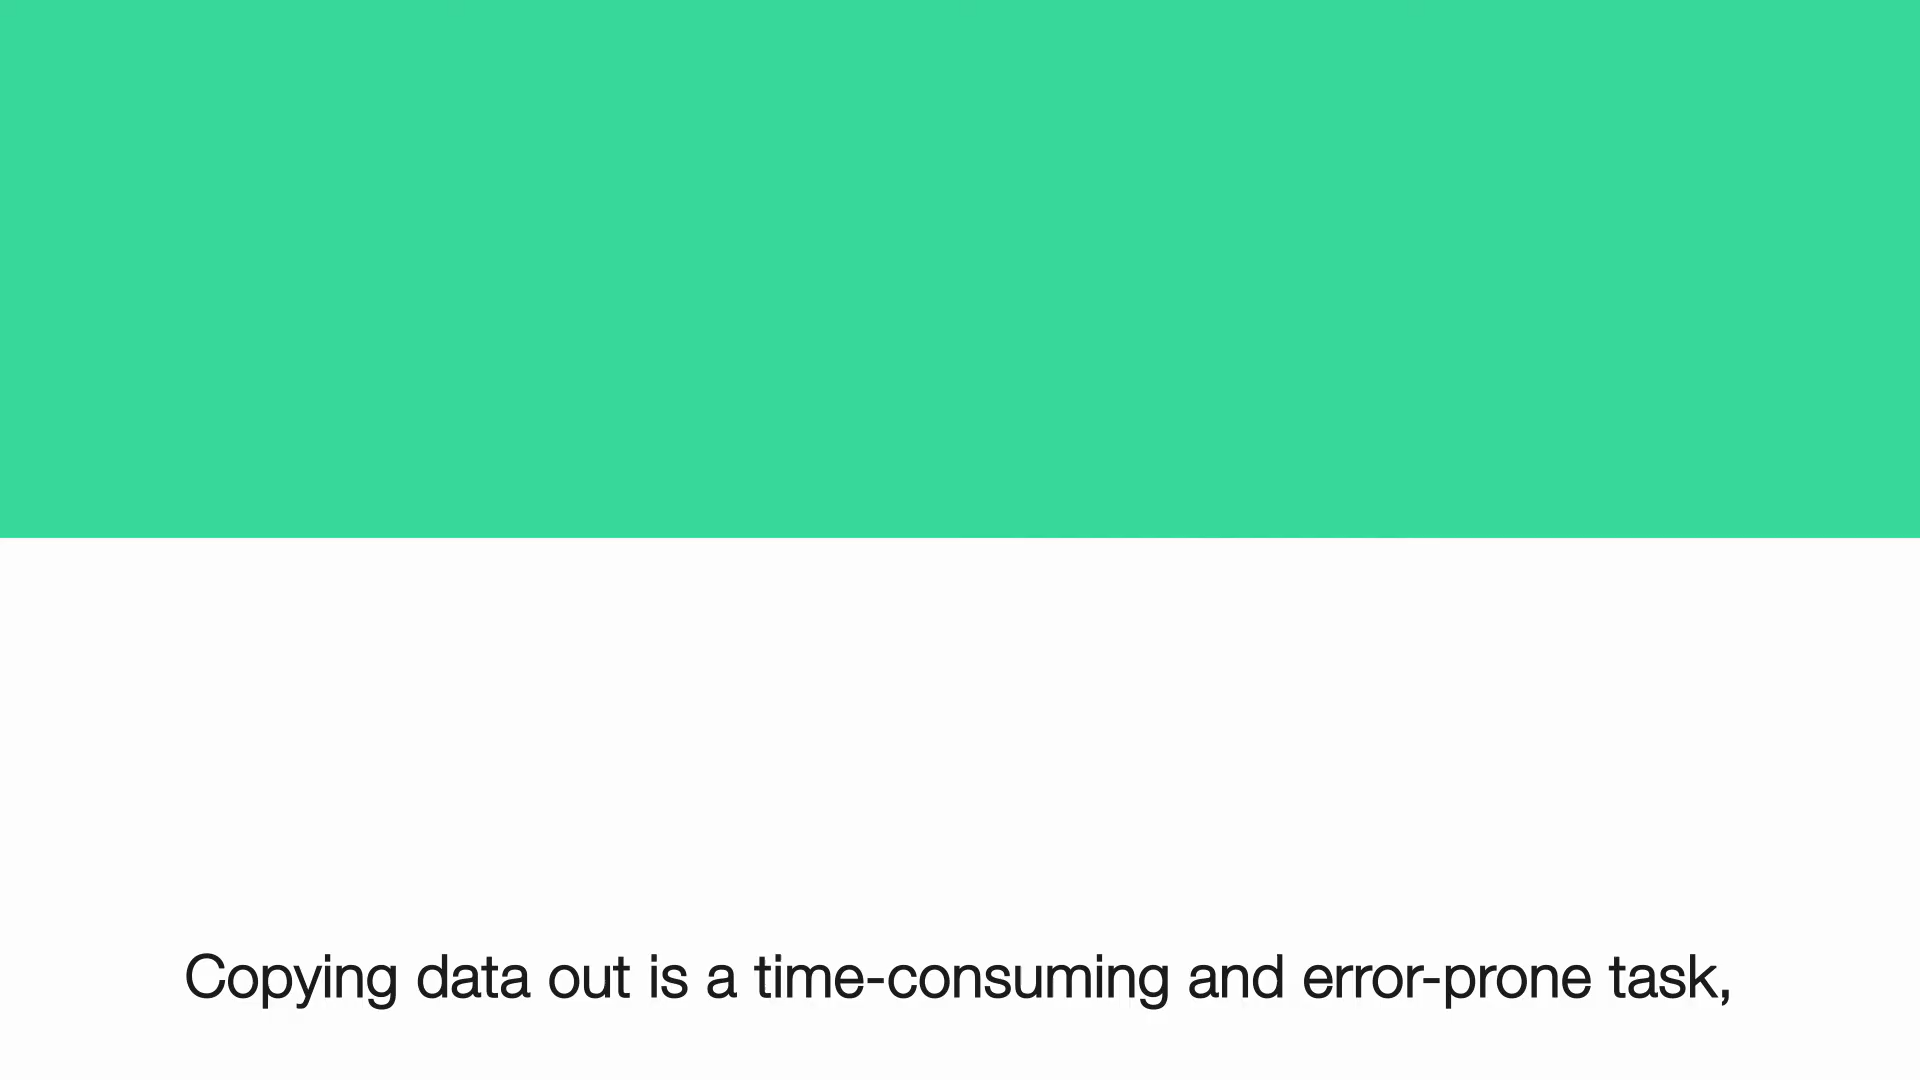 Copying data out is a time-consuming and error-prone task,